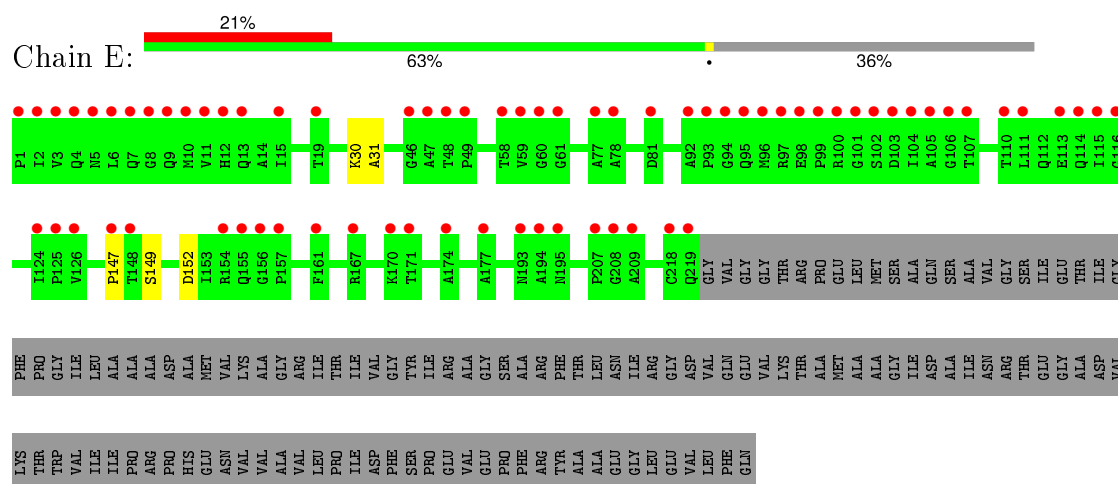 21%
Chain E:
63% • 36%
P1 I2 V3 Q4 N5 L6 Q7 G8 Q9 M10 V11 H12 Q13 A14 I15 T19 K30 A31 G46 A47 T48 P49 T58 V59 G60 G61 A77 A78 D81 A92 P93 G94 Q95 M96 R97 E98 P99 R100 G101 S102 D103 I104 A105 G106 T107 T110 L111 Q112 E113 Q114 I115 G116
I124 P125 V126 P147 T148 S149 D152 I153 R154 Q155 G156 P157 F161 R167 K170 T171 A174 A177 N193 A194 N195 P207 G208 A209 C218 Q219 GLY VAL GLY GLY THR ARG PRO GLU LEU MET SER ALA GLN SER ALA VAL GLY SER ILE GLU THR ILE GLY
PHE PRO GLY ILE LEU ALA ALA ALA ASP ALA MET VAL LYS ALA GLY ARG ILE THR ILE VAL GLY TYR ILE ARG ALA GLY SER ALA ARG PHE THR LEU ASN ILE ARG GLY ASP VAL GLN GLU VAL LYS THR ALA MET ALA ALA GLY ILE ASP ALA ILE ASN ARG THR GLU GLY ALA ASP VAL
LYS THR TRP VAL ILE ILE PRO ARG PRO HIS GLU ASN VAL VAL ALA VAL LEU PRO ILE ASP PHE SER PRO GLU VAL GLU PRO PHE ARG TYR ALA ALA GLU GLY LEU GLU VAL LEU PHE GLN